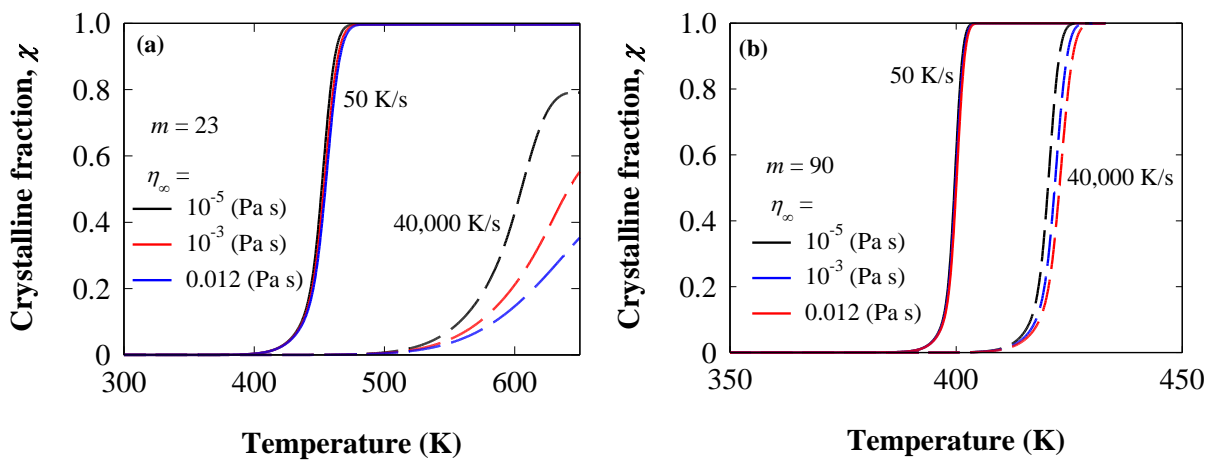 Crystalline fraction, χ
1.0
0.8
0.6
0.4
0.2
0
(a)
50 K/s
m = 23
η∞ =
10⁻⁵ (Pa s)
10⁻³ (Pa s)
0.012 (Pa s)
40,000 K/s
300 400 500 600
Temperature (K)
Crystalline fraction, χ
1.0
0.8
0.6
0.4
0.2
0
(b)
50 K/s
m = 90
40,000 K/s
η∞ =
10⁻⁵ (Pa s)
10⁻³ (Pa s)
0.012 (Pa s)
350 400 450
Temperature (K)